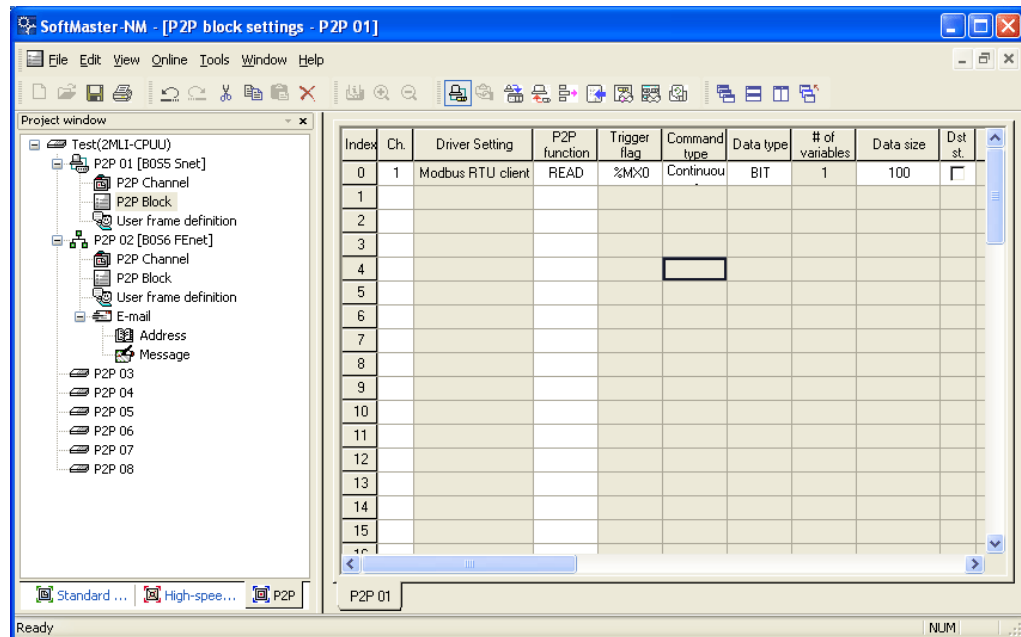 SoftMaster-NM - [P2P block settings - P2P 01]
File Edit View Online Tools Window Help
Project window
Test(2MLI-CPUU)
P2P 01 [B0S5 Snet]
P2P Channel
P2P Block
User frame definition
P2P 02 [B0S6 FEnet]
P2P Channel
P2P Block
User frame definition
E-mail
Address
Message
P2P 03
P2P 04
P2P 05
P2P 06
P2P 07
P2P 08
Standard ... High-spee... P2P
Index Ch. Driver Setting P2P function Trigger flag Command type Data type # of variables Data size Dst st.
0 1 Modbus RTU client READ %MX0 Continuou BIT 1 100
1
2
3
4
5
6
7
8
9
10
11
12
13
14
15
P2P 01
Ready NUM